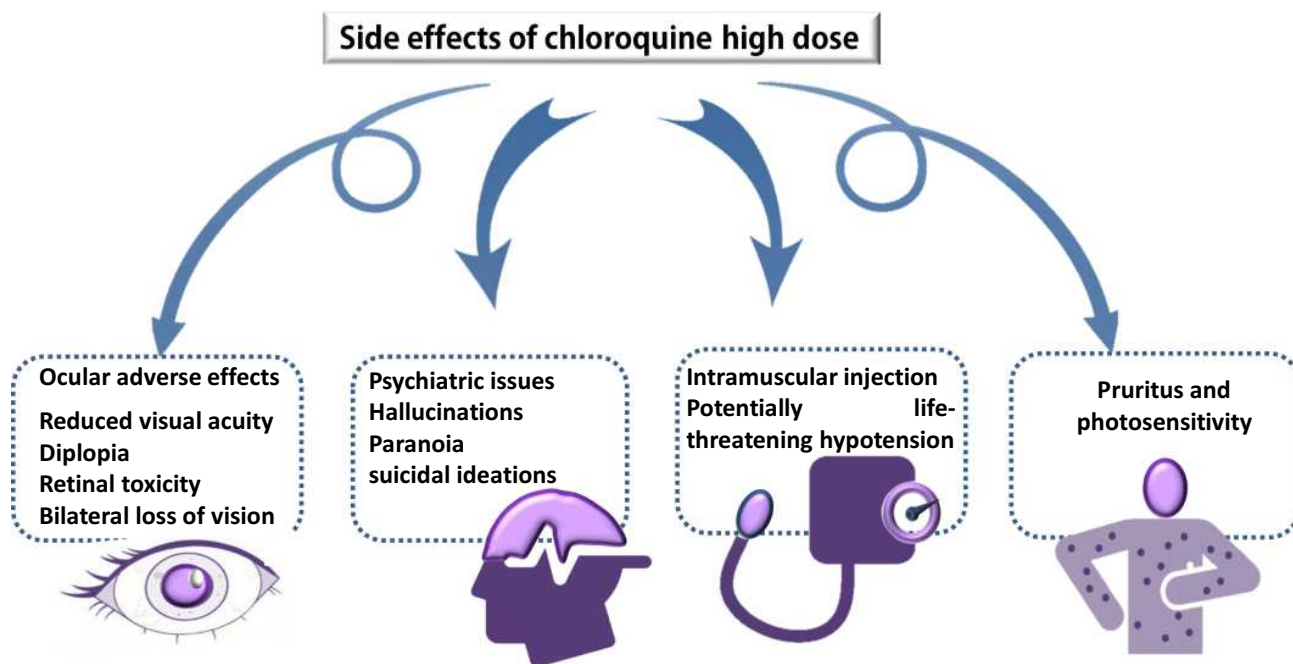 Side effects of chloroquine high dose
Ocular adverse effects
Reduced visual acuity
Diplopia
Retinal toxicity
Bilateral loss of vision
Psychiatric issues
Hallucinations
Paranoia
suicidal ideations
Intramuscular injection
Potentially life-
threatening hypotension
Pruritus and
photosensitivity